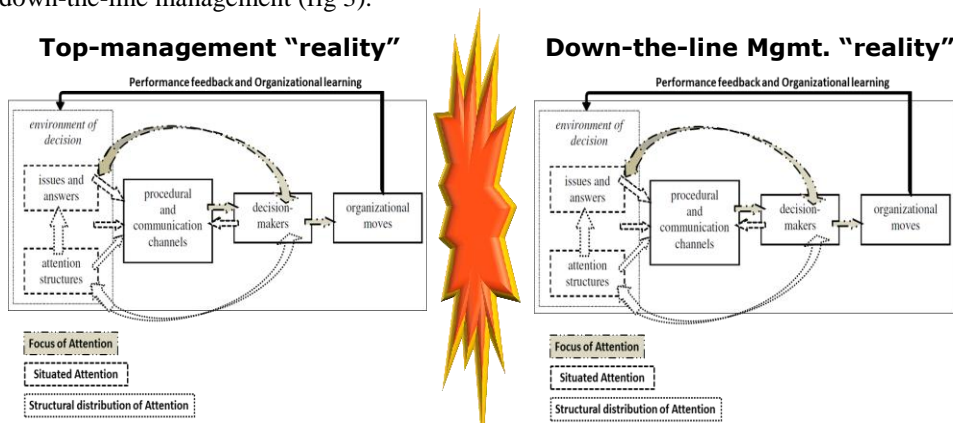 down-the-line management (fig 3).
Top-management “reality”
Performance feedback and Organizational learning
environment of
decision
issues and
answers
procedural
and
communication
channels
decision-
makers
organizational
moves
attention
structures
Focus of Attention
Situated Attention
Structural distribution of Attention
Down-the-line Mgmt. “reality”
Performance feedback and Organizational learning
environment of
decision
issues and
answers
procedural
and
communication
channels
decision-
makers
organizational
moves
attention
structures
Focus of Attention
Situated Attention
Structural distribution of Attention